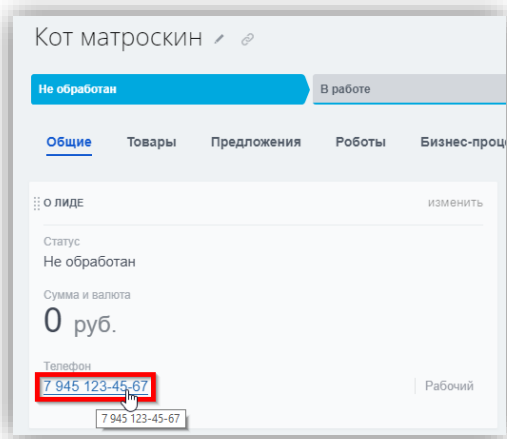 Кот матроскин
Не обработан
В работе
Общие Товары Предложения Роботы Бизнес-проц
О ЛИДЕ изменить
Статус
Не обработан
Сумма и валюта
0 руб.
Телефон
7 945 123-45-67 Рабочий
7 945 123-45-67